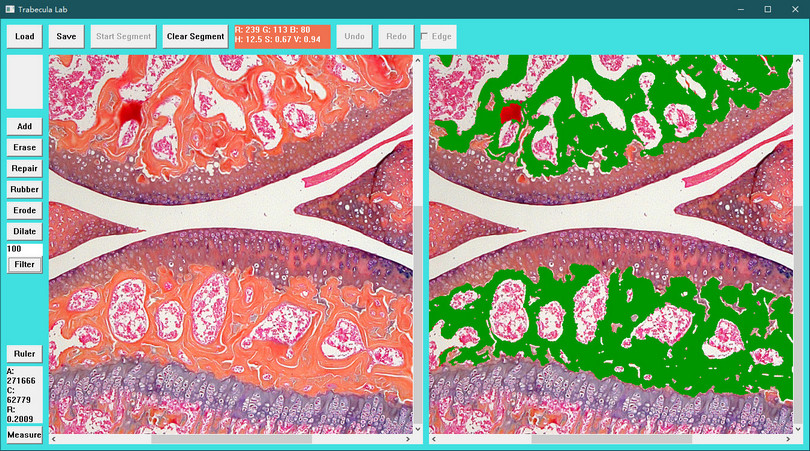 Trabecula Lab
Load Save Start Segment Clear Segment R: 239 G: 113 B: 80 Undo Redo Edge
H: 12.5 S: 0.67 V: 0.94
Add
Erase
Repair
Rubber
Erode
Dilate
100
Filter
Ruler
A:
271666
C:
62779
R:
0.2009
Measure